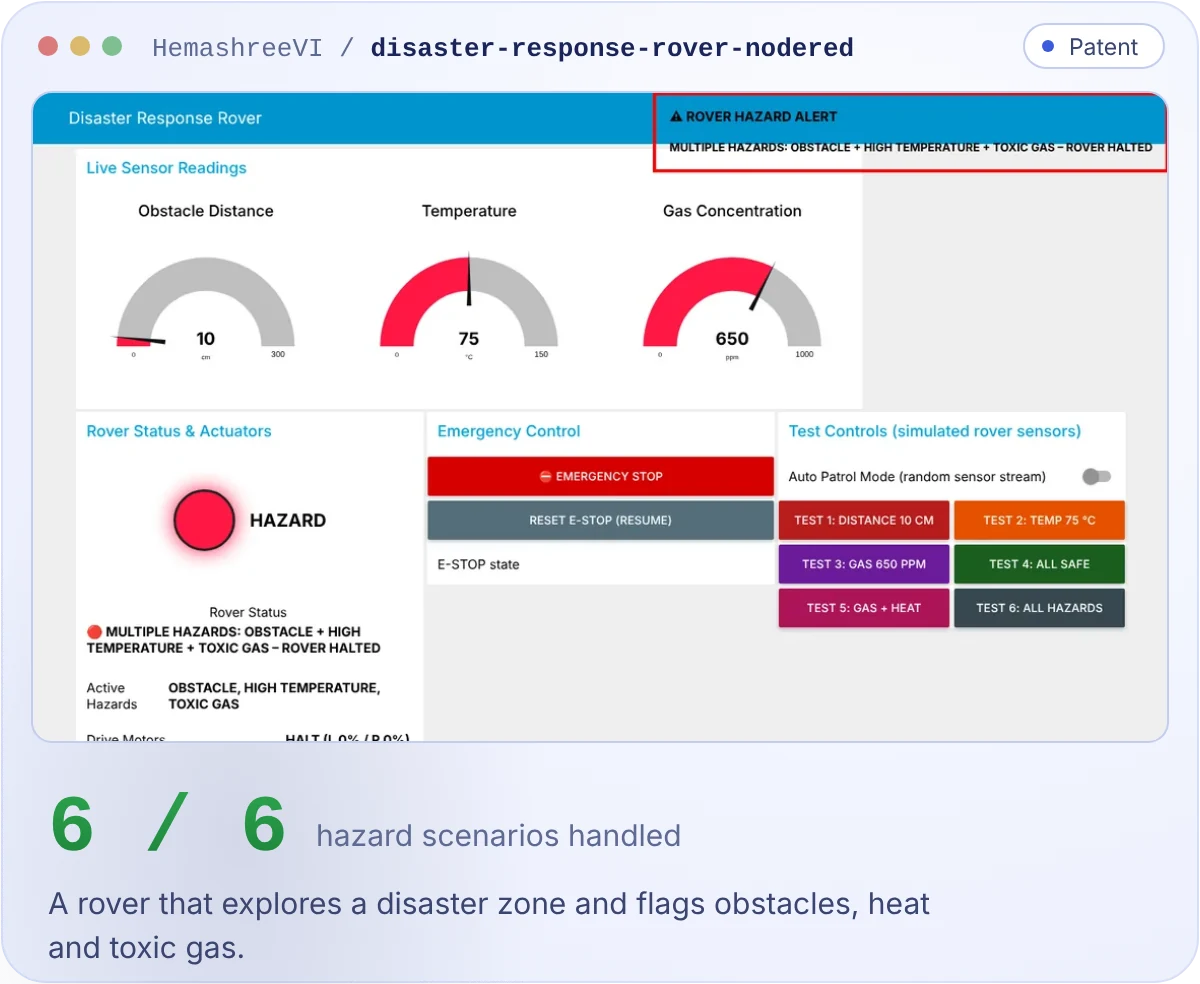 HemashreeVI / disaster-response-rover-nodered
Patent
Disaster Response Rover
⚠ ROVER HAZARD ALERT
MULTIPLE HAZARDS: OBSTACLE + HIGH TEMPERATURE + TOXIC GAS – ROVER HALTED
Live Sensor Readings
Obstacle Distance
10
cm
0
300
Temperature
75
°C
0
150
Gas Concentration
650
ppm
0
1000
Rover Status & Actuators
HAZARD
Rover Status
🔴 MULTIPLE HAZARDS: OBSTACLE + HIGH
TEMPERATURE + TOXIC GAS – ROVER HALTED
Active
Hazards
OBSTACLE, HIGH TEMPERATURE,
TOXIC GAS
Drive Motors
HALT (L 0% / R 0%)
Emergency Control
⛔ EMERGENCY STOP
RESET E-STOP (RESUME)
E-STOP state
Test Controls (simulated rover sensors)
Auto Patrol Mode (random sensor stream)
TEST 1: DISTANCE 10 CM
TEST 2: TEMP 75 °C
TEST 3: GAS 650 PPM
TEST 4: ALL SAFE
TEST 5: GAS + HEAT
TEST 6: ALL HAZARDS
6 / 6 hazard scenarios handled
A rover that explores a disaster zone and flags obstacles, heat
and toxic gas.